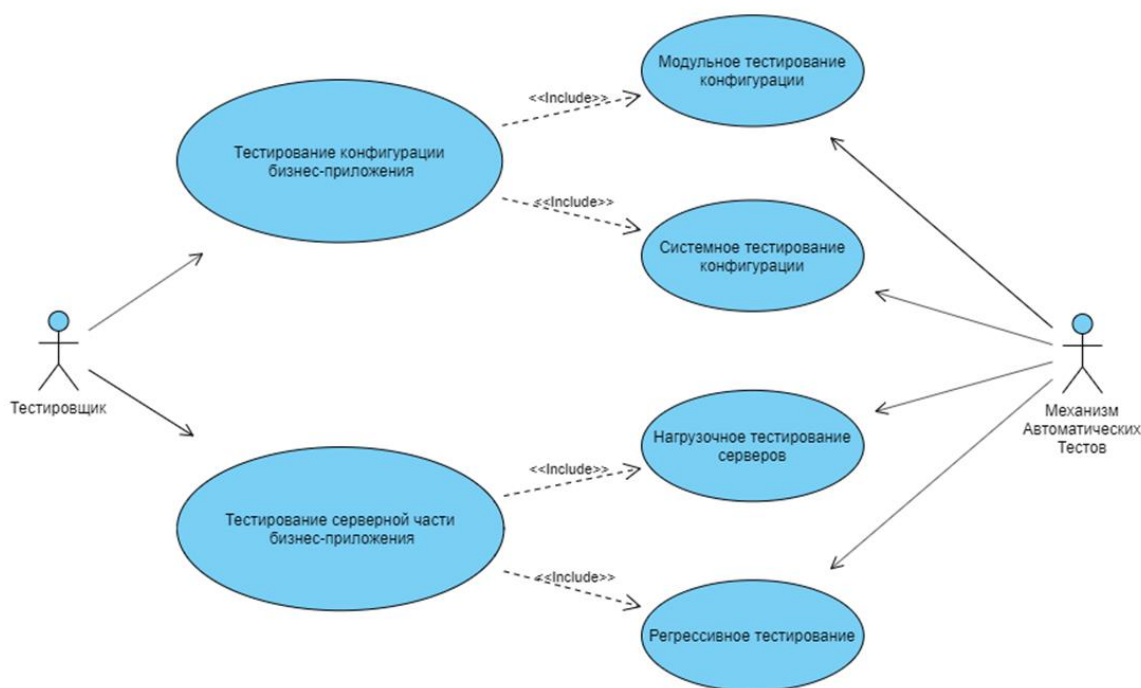 Модульное тестирование
конфигурации
<<Include>>
Тестирование конфигурации
бизнес-приложения
<<Include>>
Системное тестирование
конфигурации
Тестировщик
Механизм
Автоматических
Тестов
Нагрузочное тестирование
серверов
<<Include>>
Тестирование серверной части
бизнес-приложения
<<Include>>
Регрессивное тестирование